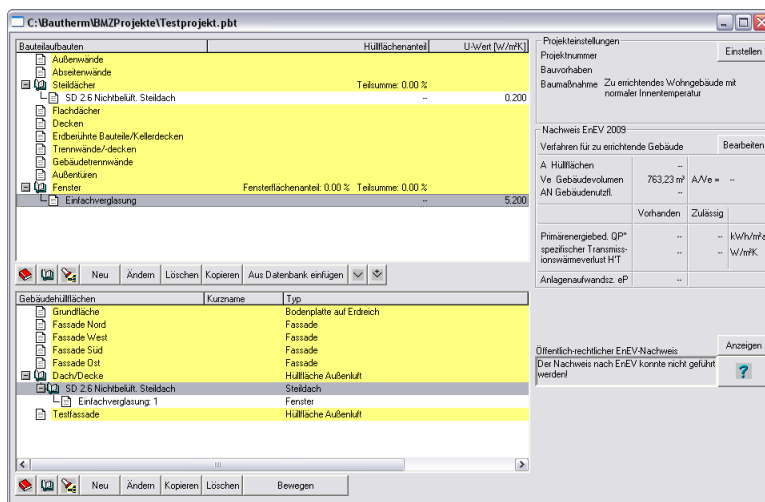 C:\Bautherm\BMZProjekte\Testprojekt.pbt
Bauteilaufbauten Hüllflächenanteil U-Wert [W/m²K]
Außenwände
Abseitenwände
Steildächer Teilsumme: 0.00 %
SD 2.6 Nichtbelüft. Steildach -- 0.200
Flachdächer
Decken
Erdberührte Bauteile/Kellerdecken
Trennwände/-decken
Gebäudetrennwände
Außentüren
Fenster Fensterflächenanteil: 0.00 % Teilsumme: 0.00 %
Einfachverglasung -- 5.200
Neu Ändern Löschen Kopieren Aus Datenbank einfügen
Gebäudehüllflächen Kurzname Typ
Grundfläche Bodenplatte auf Erdreich
Fassade Nord Fassade
Fassade West Fassade
Fassade Süd Fassade
Fassade Ost Fassade
Dach/Decke Hüllfläche Außenluft
SD 2.6 Nichtbelüft. Steildach Steildach
Einfachverglasung: 1 Fenster
Testfassade Hüllfläche Außenluft
Neu Ändern Kopieren Löschen Bewegen
Projekteinstellungen
Projektnummer Einstellen
Bauvorhaben
Baumaßnahme Zu errichtendes Wohngebäude mit
normaler Innentemperatur
Nachweis EnEV 2009
Verfahren für zu errichtende Gebäude Bearbeiten
A Hüllflächen --
Ve Gebäudevolumen 763,23 m³ A/Ve = --
AN Gebäudenutzfl. --
Vorhanden Zulässig
Primärenergiebed. QP" -- -- kWh/m²a
spezifischer Transmiss- -- -- W/m²K
ionswärmeverlust H'T
Anlagenaufwandsz. eP --
Öffentlich-rechtlicher EnEV-Nachweis Anzeigen
Der Nachweis nach EnEV konnte nicht geführt
werden!
?